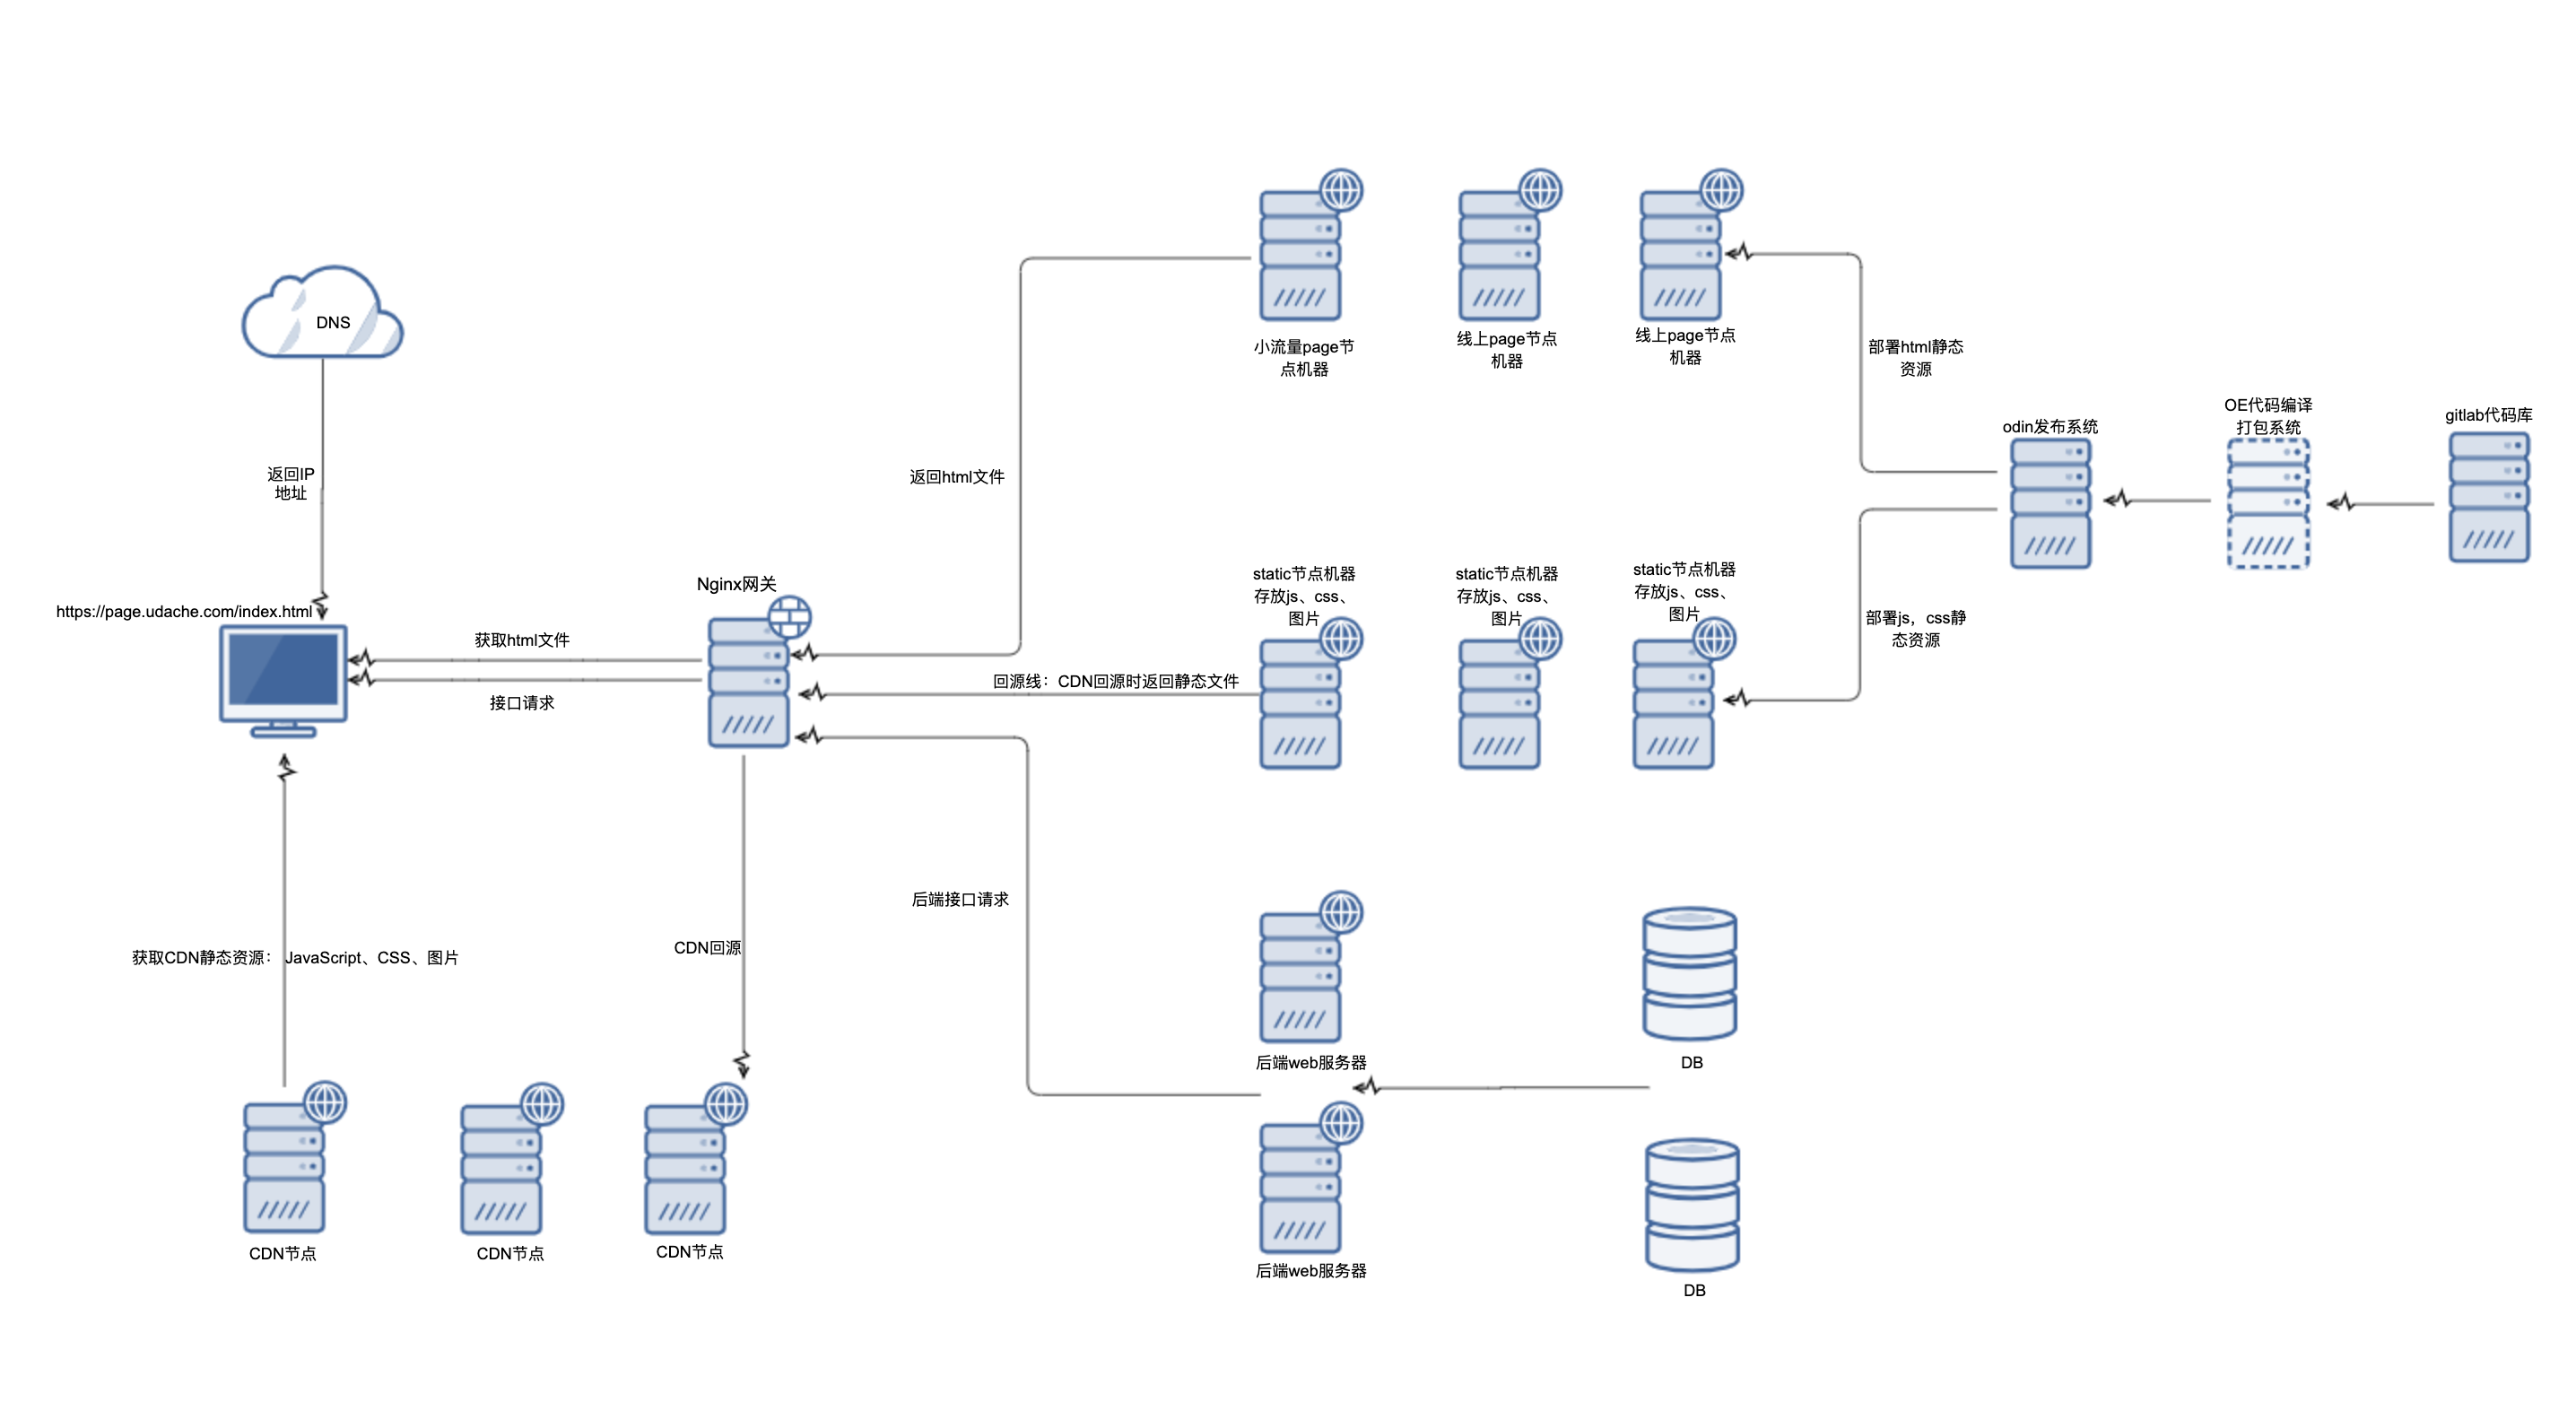 DNS
返回IP
地址
https://page.udache.com/index.html
获取html文件
接口请求
获取CDN静态资源： JavaScript、CSS、图片
CDN节点
CDN节点
CDN节点
Nginx网关
CDN回源
返回html文件
回源线：CDN回源时返回静态文件
后端接口请求
小流量page节
点机器
线上page节点
机器
线上page节点
机器
static节点机器
存放js、css、
图片
static节点机器
存放js、css、
图片
static节点机器
存放js、css、
图片
后端web服务器
后端web服务器
DB
DB
部署html静态
资源
部署js，css静
态资源
odin发布系统
OE代码编译
打包系统
gitlab代码库